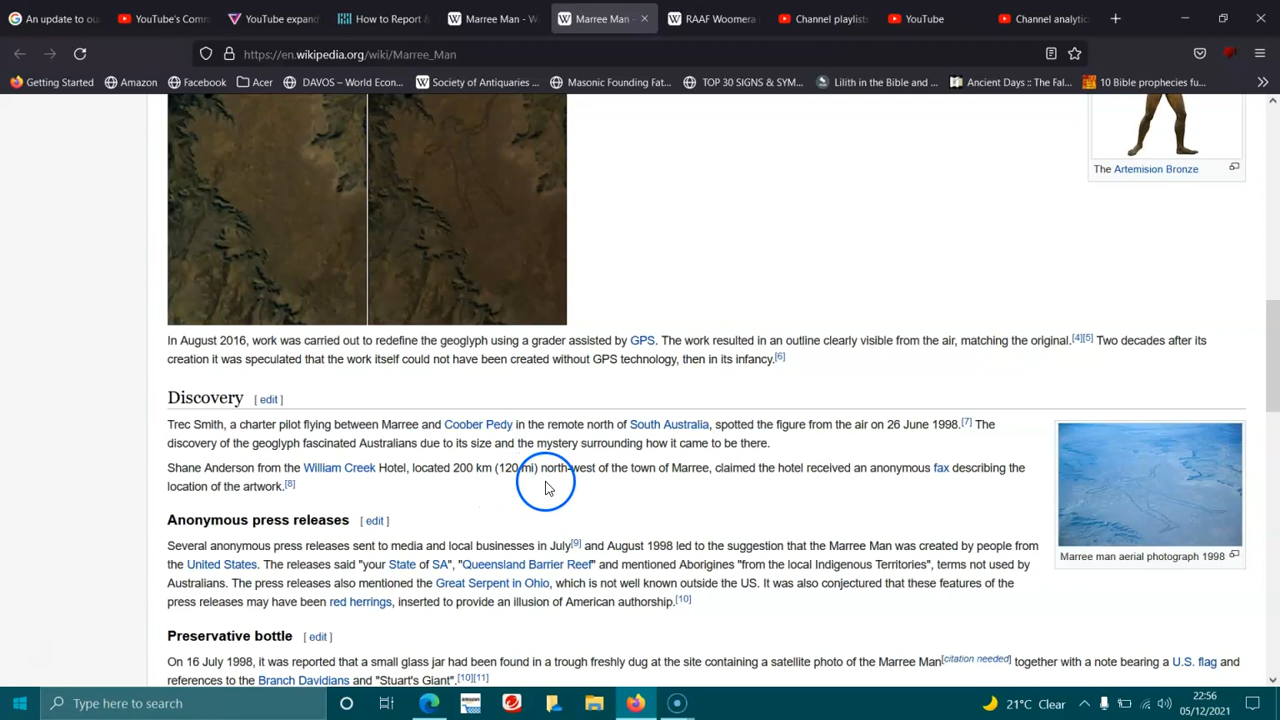 An update to ou
YouTube's Comm
YouTube expand
How to Report &
Marree Man - W
Marree Man -
RAAF Woomera
Channel playlists
YouTube
Channel analytic
https://en.wikipedia.org/wiki/Marree_Man
Getting Started
Amazon
Facebook
Acer
DAVOS – World Econ...
Society of Antiquarie...
Masonic Founding Fat...
TOP 30 SIGNS & SYM...
Lilith in the Bible and ...
Ancient Days :: The Fal...
10 Bible prophecies fu...
The Artemision Bronze
In August 2016, work was carried out to redefine the geoglyph using a grader assisted by GPS. The work resulted in an outline clearly visible from the air, matching the original.[4][5] Two decades after its
creation it was speculated that the work itself could not have been created without GPS technology, then in its infancy.[6]
Discovery [ edit ]
Trec Smith, a charter pilot flying between Marree and Coober Pedy in the remote north of South Australia, spotted the figure from the air on 26 June 1998.[7] The
discovery of the geoglyph fascinated Australians due to its size and the mystery surrounding how it came to be there.
Shane Anderson from the William Creek Hotel, located 200 km (120 mi) north-west of the town of Marree, claimed the hotel received an anonymous fax describing the
location of the artwork.[8]
Anonymous press releases [ edit ]
Several anonymous press releases sent to media and local businesses in July[9] and August 1998 led to the suggestion that the Marree Man was created by people from
the United States. The releases said "your State of SA", "Queensland Barrier Reef" and mentioned Aborigines "from the local Indigenous Territories", terms not used by
Australians. The press releases also mentioned the Great Serpent in Ohio, which is not well known outside the US. It was also conjectured that these features of the
press releases may have been red herrings, inserted to provide an illusion of American authorship.[10]
Marree man aerial photograph 1998
Preservative bottle [ edit ]
On 16 July 1998, it was reported that a small glass jar had been found in a trough freshly dug at the site containing a satellite photo of the Marree Man[citation needed] together with a note bearing a U.S. flag and
references to the Branch Davidians and "Stuart's Giant".[10][11]
Type here to search
21°C Clear
22:56
05/12/2021